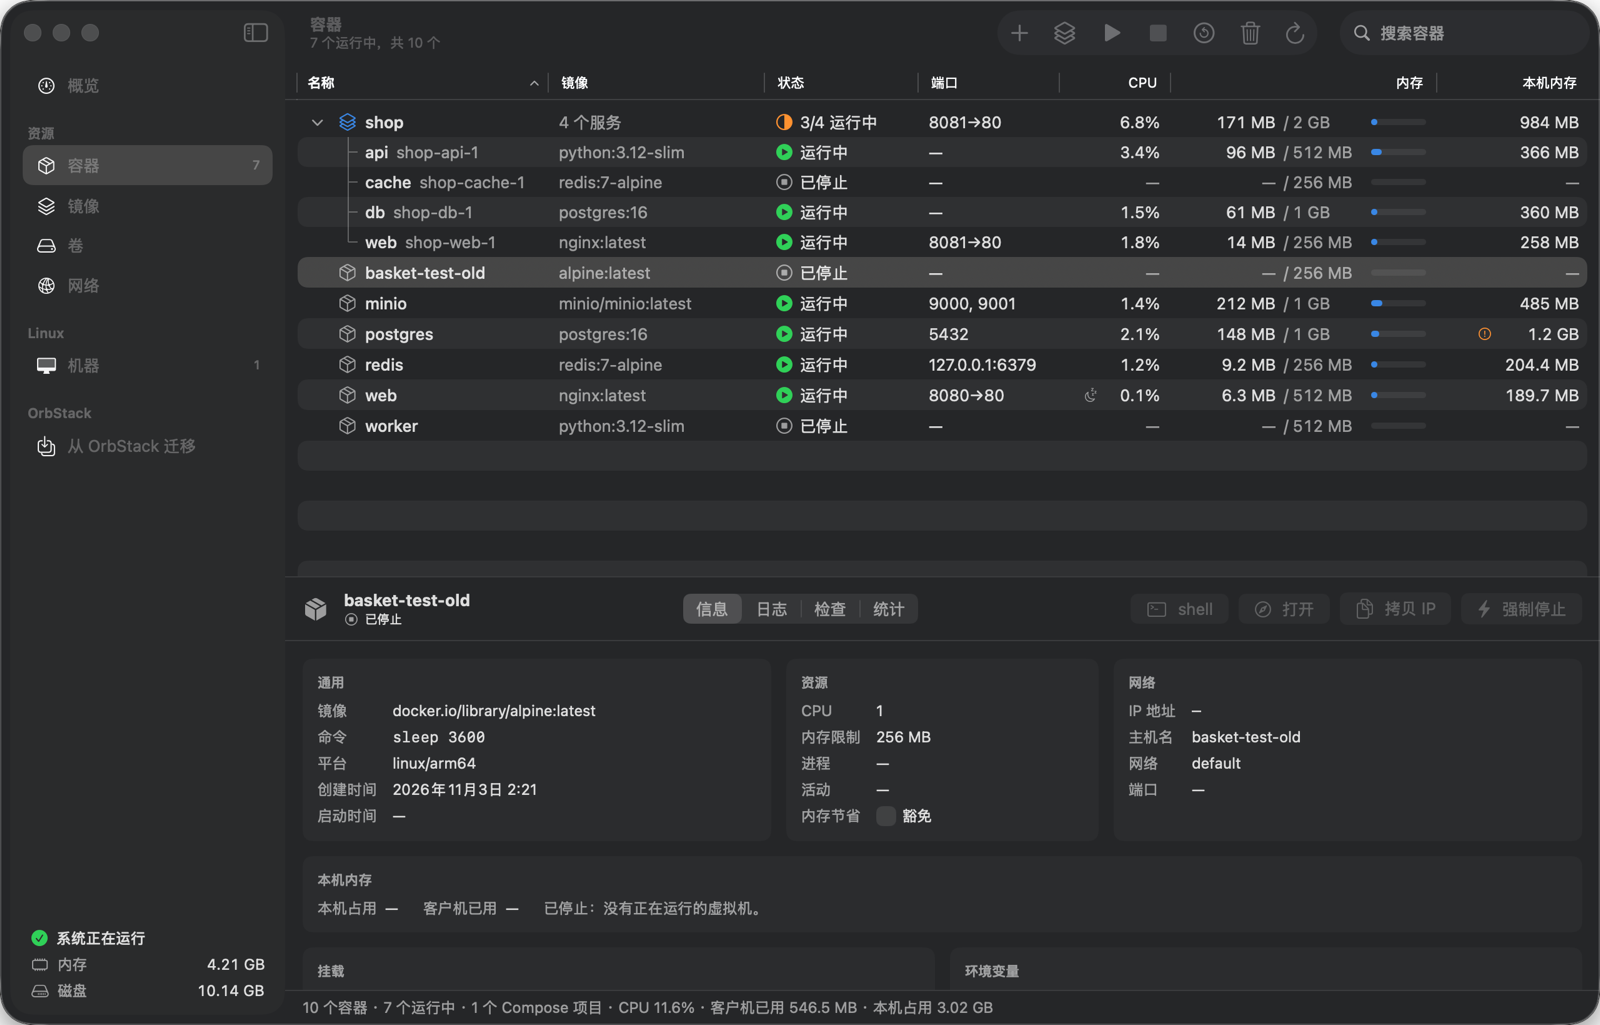 容器
7 个运行中，共 10 个
搜索容器
概览
资源
容器 7
镜像
卷
网络
Linux
机器 1
OrbStack
从 OrbStack 迁移
系统正在运行
内存 4.21 GB
磁盘 10.14 GB
名称 镜像 状态 端口 CPU 内存 本机内存
shop 4 个服务 3/4 运行中 8081→80 6.8% 171 MB / 2 GB 984 MB
api shop-api-1 python:3.12-slim 运行中 — 3.4% 96 MB / 512 MB 366 MB
cache shop-cache-1 redis:7-alpine 已停止 — — — / 256 MB —
db shop-db-1 postgres:16 运行中 — 1.5% 61 MB / 1 GB 360 MB
web shop-web-1 nginx:latest 运行中 8081→80 1.8% 14 MB / 256 MB 258 MB
basket-test-old alpine:latest 已停止 — — — / 256 MB —
minio minio/minio:latest 运行中 9000, 9001 1.4% 212 MB / 1 GB 485 MB
postgres postgres:16 运行中 5432 2.1% 148 MB / 1 GB 1.2 GB
redis redis:7-alpine 运行中 127.0.0.1:6379 1.2% 9.2 MB / 256 MB 204.4 MB
web nginx:latest 运行中 8080→80 0.1% 6.3 MB / 512 MB 189.7 MB
worker python:3.12-slim 已停止 — — — / 512 MB —
basket-test-old
已停止
信息 日志 检查 统计
shell 打开 拷贝 IP 强制停止
通用
镜像 docker.io/library/alpine:latest
命令 sleep 3600
平台 linux/arm64
创建时间 2026年11月3日 2:21
启动时间 —
资源
CPU 1
内存限制 256 MB
进程 —
活动 —
内存节省 豁免
网络
IP 地址 —
主机名 basket-test-old
网络 default
端口 —
本机内存
本机占用 — 客户机已用 — 已停止：没有正在运行的虚拟机。
挂载
环境变量
10 个容器 · 7 个运行中 · 1 个 Compose 项目 · CPU 11.6% · 客户机已用 546.5 MB · 本机占用 3.02 GB